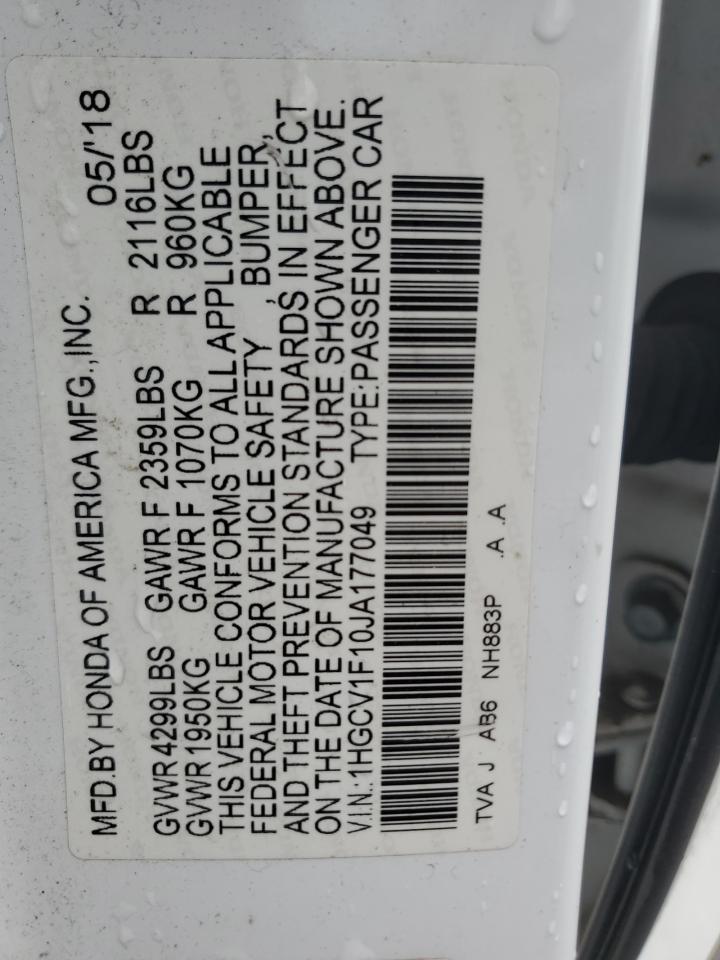 MFD.BY HONDA OF AMERICA MFG.,INC. 05/'18
GVWR 4299LBS GAWR F 2359LBS R 2116LBS
GVWR 1950KG GAWR F 1070KG R 960KG
THIS VEHICLE CONFORMS TO ALL APPLICABLE
FEDERAL MOTOR VEHICLE SAFETY , BUMPER,
AND THEFT PREVENTION STANDARDS IN EFFECT
ON THE DATE OF MANUFACTURE SHOWN ABOVE.
V.I.N.:1HGCV1F10JA177049 TYPE:PASSENGER CAR
TVA J AB6 NH883P .A .A